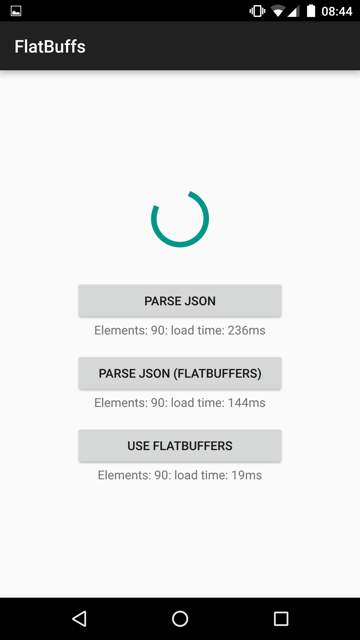 08:44
FlatBuffs
PARSE JSON
Elements: 90: load time: 236ms
PARSE JSON (FLATBUFFERS)
Elements: 90: load time: 144ms
USE FLATBUFFERS
Elements: 90: load time: 19ms